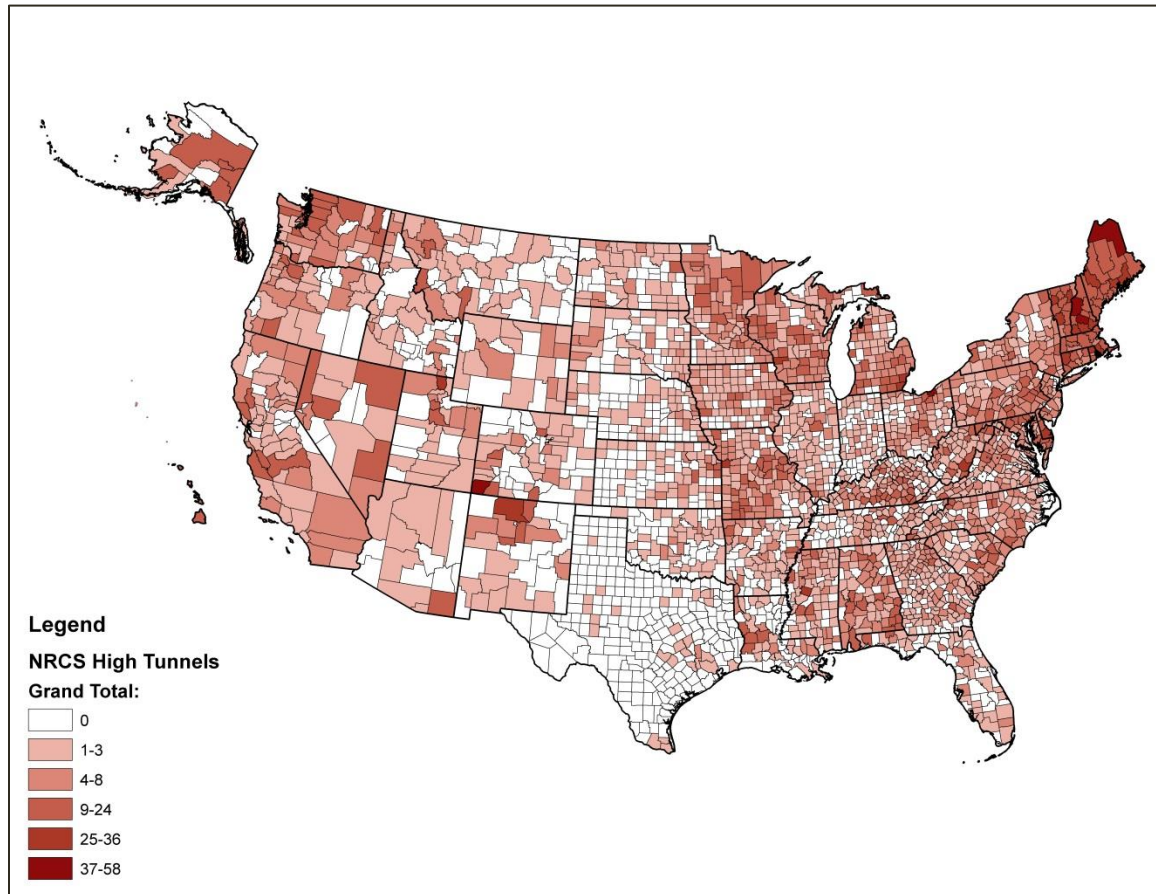 Legend
NRCS High Tunnels
Grand Total:
0
1-3
4-8
9-24
25-36
37-58